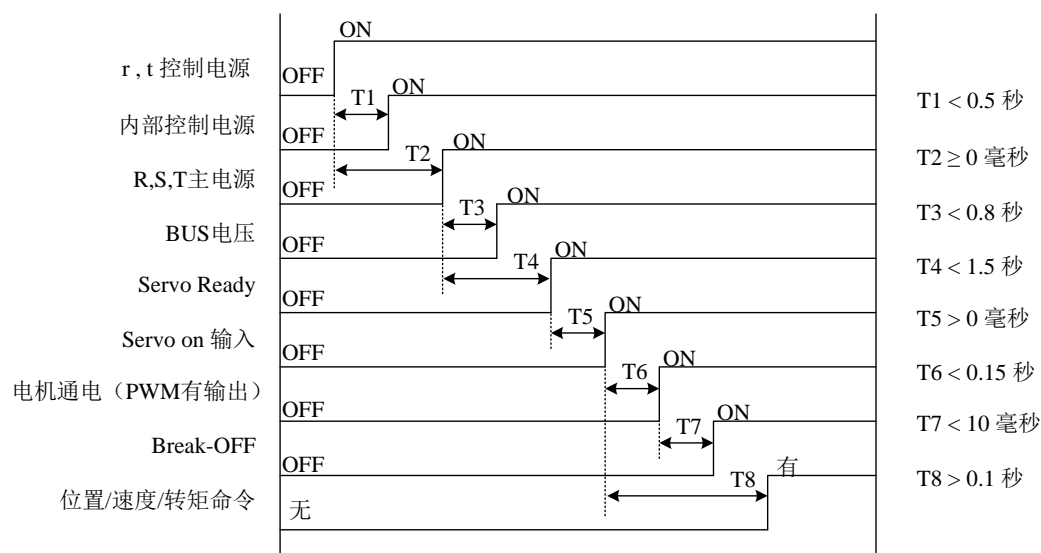 ON
r , t 控制电源
OFF
T1
ON
T1 < 0.5 秒
内部控制电源
OFF
T2
ON
T2 ≥ 0 毫秒
R,S,T主电源
OFF
T3
ON
T3 < 0.8 秒
BUS电压
OFF
T4
ON
T4 < 1.5 秒
Servo Ready
OFF
T5
ON
T5 > 0 毫秒
Servo on 输入
OFF
T6
ON
T6 < 0.15 秒
电机通电（PWM有输出）
OFF
T7
ON
T7 < 10 毫秒
Break-OFF
OFF
T8
有
T8 > 0.1 秒
位置/速度/转矩命令
无